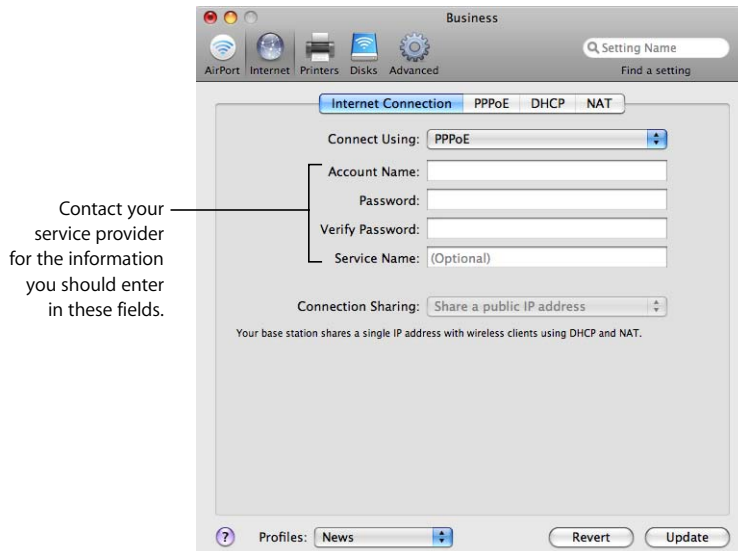 Business
Setting Name
AirPort Internet Printers Disks Advanced
Find a setting
Internet Connection PPPoE DHCP NAT
Connect Using: PPPoE
Account Name:
Password:
Verify Password:
Service Name: (Optional)
Contact your
service provider
for the information
you should enter
in these fields.
Connection Sharing: Share a public IP address
Your base station shares a single IP address with wireless clients using DHCP and NAT.
? Profiles: News Revert Update